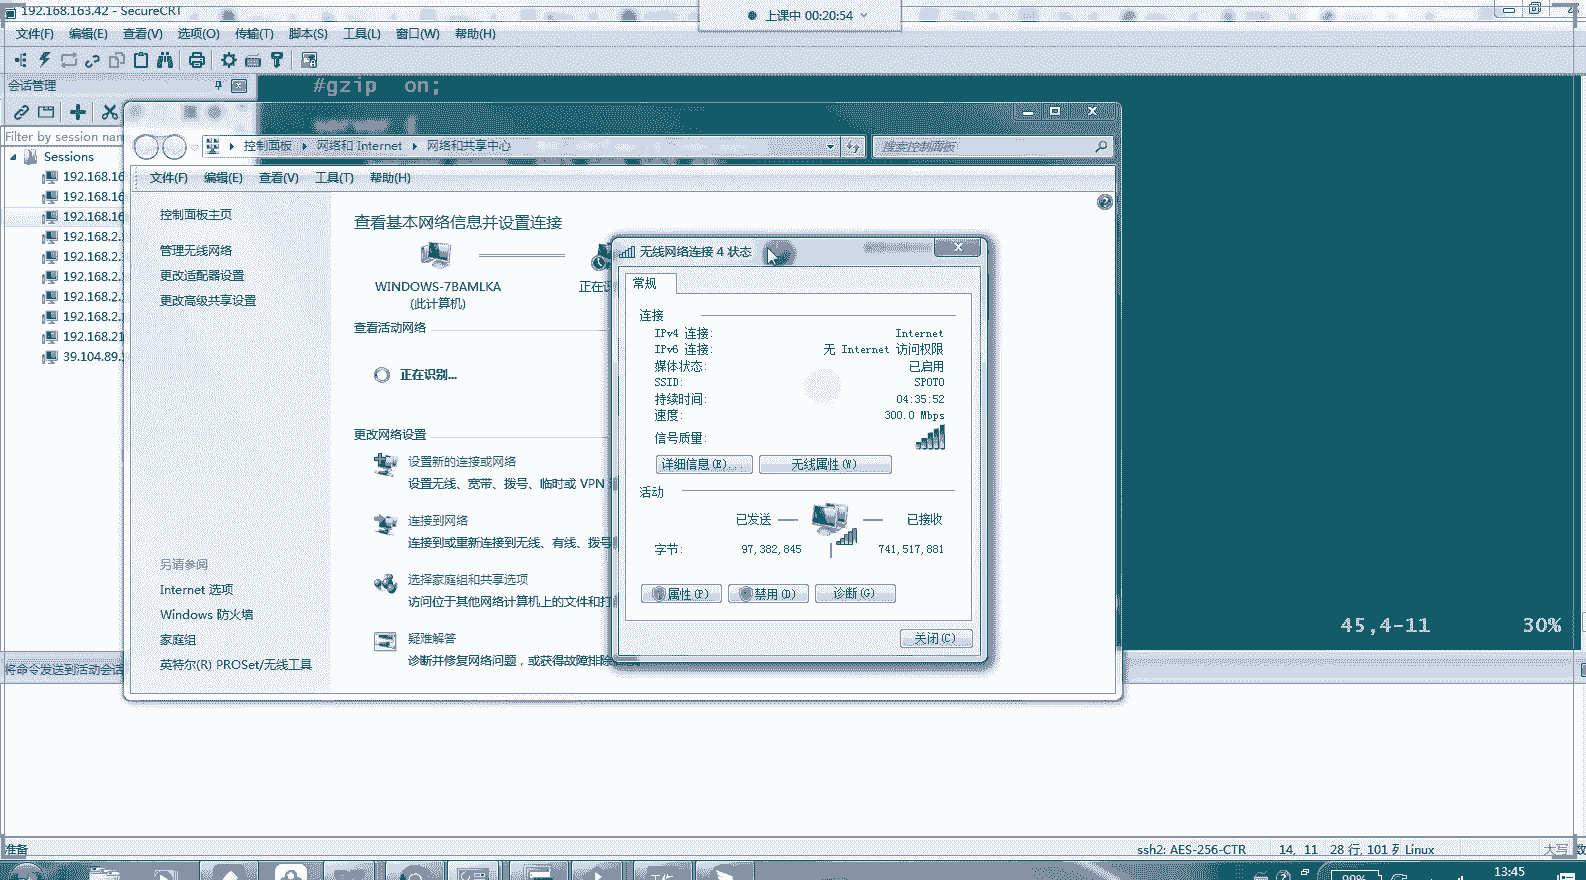 192.168.163.42 - SecureCRT
上课中 00:20:54
文件(F) 编辑(E) 查看(V) 选项(O) 传输(T) 脚本(S) 工具(L) 窗口(W) 帮助(H)
会话管理
#gzip on;
Filter by session nam
控制面板 网络和 Internet 网络和共享中心
搜索控制面板
Sessions
192.168.16
192.168.16
192.168.16
192.168.2.
192.168.2.
192.168.2.
192.168.2.
192.168.2.
192.168.21
39.104.89.
文件(F) 编辑(E) 查看(V) 工具(T) 帮助(H)
控制面板主页
管理无线网络
更改适配器设置
更改高级共享设置
查看基本网络信息并设置连接
WINDOWS-7BAMLKA
(此计算机)
正在识
查看活动网络
正在识别...
更改网络设置
设置新的连接或网络
设置无线、宽带、拨号、临时或 VPN
连接到网络
连接到或重新连接到无线、有线、拨号
选择家庭组和共享选项
访问位于其他网络计算机上的文件和打
疑难解答
诊断并修复网络问题，或获得故障排除
另请参阅
Internet 选项
Windows 防火墙
家庭组
英特尔(R) PROSet/无线工具
无线网络连接 4 状态
常规
连接
IPv4 连接: Internet
IPv6 连接: 无 Internet 访问权限
媒体状态: 已启用
SSID: SPOTO
持续时间: 04:35:52
速度: 300.0 Mbps
信号质量:
详细信息(E)... 无线属性(W)
活动
已发送 已接收
字节: 97,382,845 741,517,881
属性(P) 禁用(D) 诊断(G)
关闭(C)
45,4-11 30%
将命令发送到活动会话
准备
ssh2: AES-256-CTR 14, 11 28 行, 101 列 Linux 大写 数
工作
99%
13:45